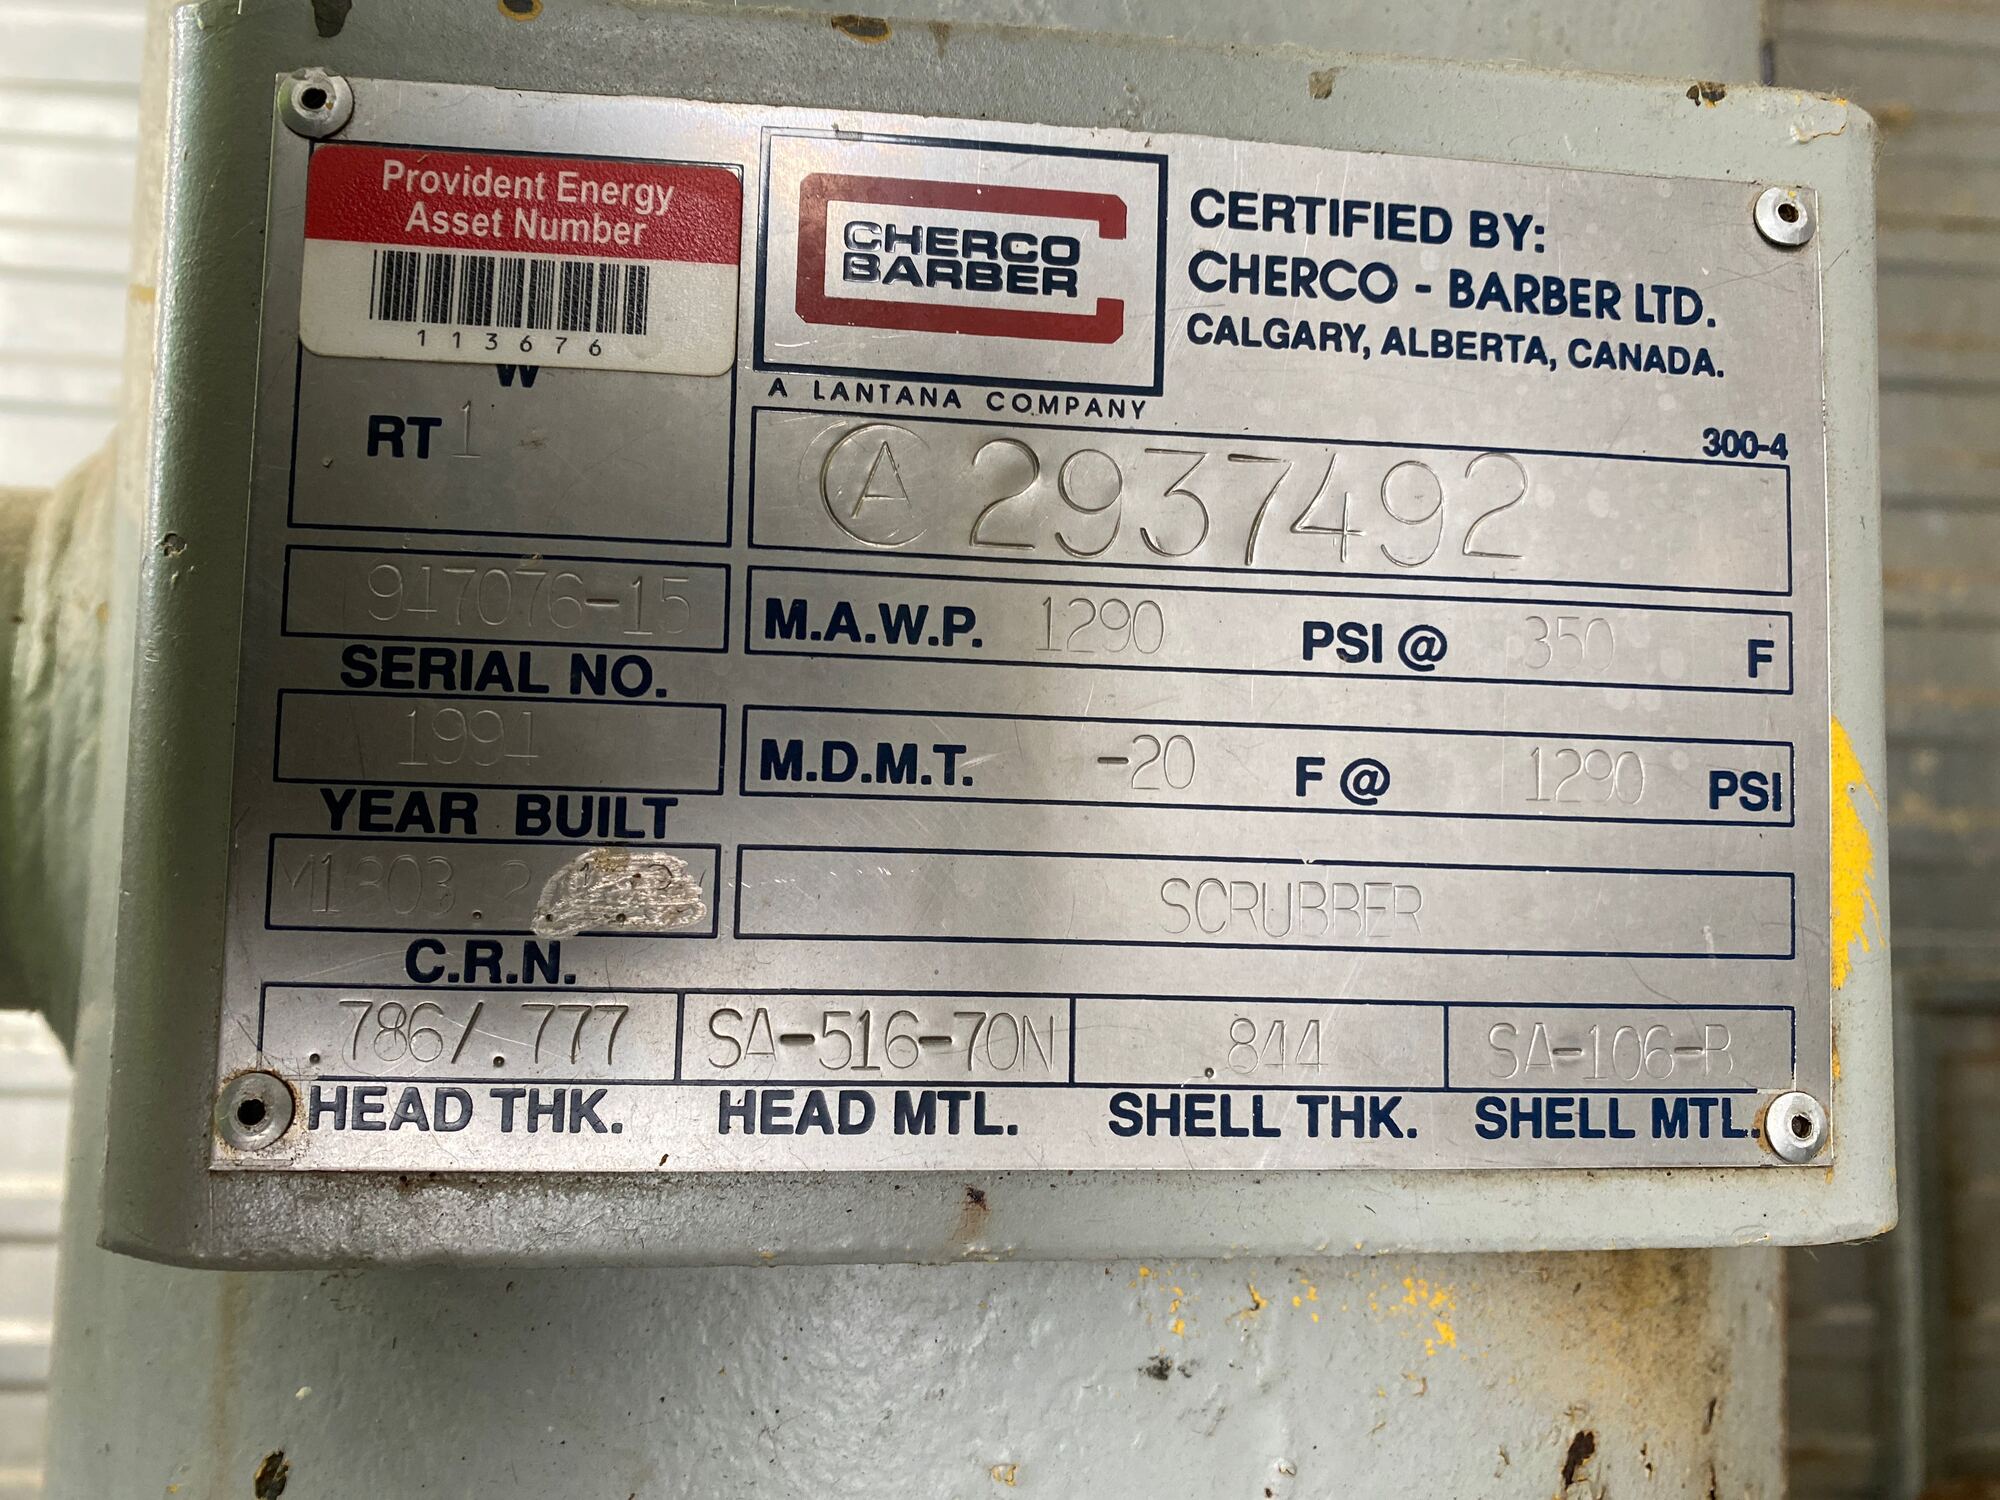 Provident Energy
Asset Number
113676
W
RT 1
CHERCO
BARBER
A LANTANA COMPANY
CERTIFIED BY:
CHERCO - BARBER LTD.
CALGARY, ALBERTA, CANADA.
300-4
A 2937492
947076-15
SERIAL NO.
M.A.W.P. 1290 PSI @ 350 F
YEAR BUILT
M.D.M.T. -20 F @ 1290 PSI
C.R.N.
SCRUBBER
.786/.777 SA-516-70N .844 SA-106-B
HEAD THK. HEAD MTL. SHELL THK. SHELL MTL.